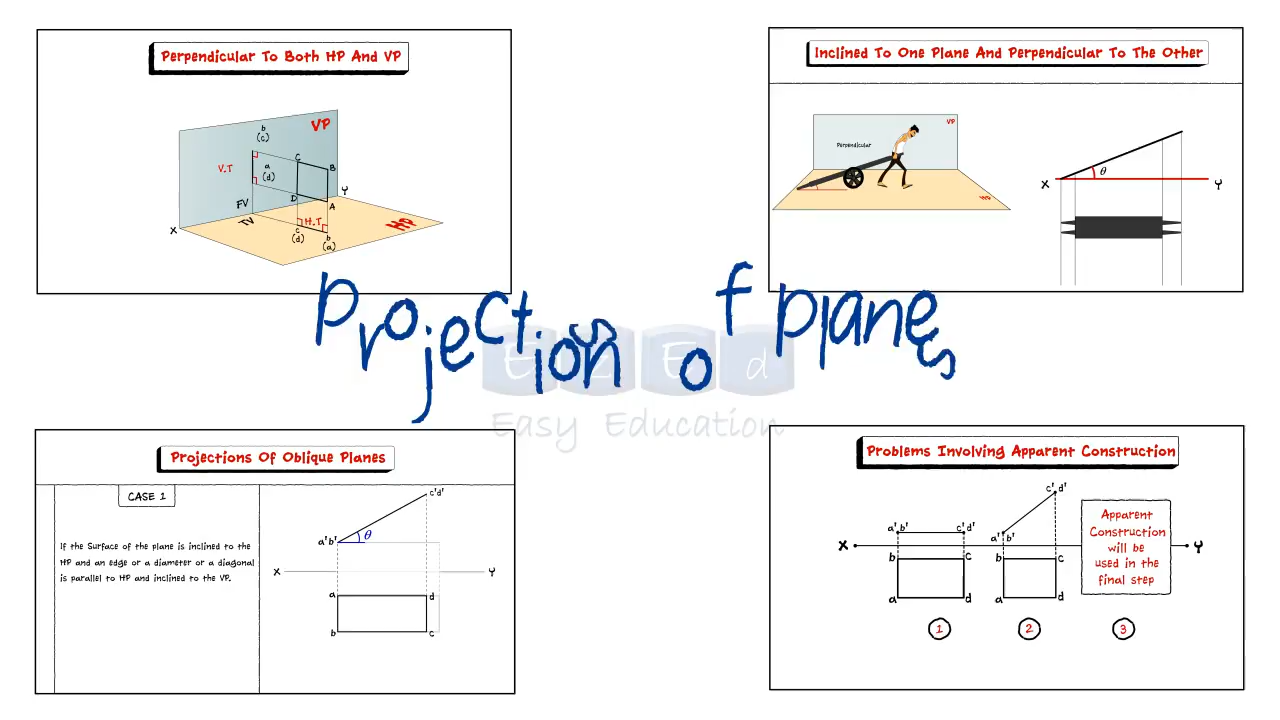 Perpendicular To Both HP And VP
b
(c)
VP
V.T
a
(d)
C
B
Y
FV
D
A
TV
H.T
HP
X
c
(d)
b
(a)
Inclined To One Plane And Perpendicular To The Other
VP
Perpendicular
HP
θ
X
Y
Projections of planes
E z E d
Easy Education
Projections Of Oblique Planes
CASE 1
If the Surface of the plane is inclined to the
HP and an edge or a diameter or a diagonal
is parallel to HP and inclined to the VP.
c'd'
a'b'
θ
X
Y
a
d
b
c
Problems Involving Apparent Construction
c' d'
a' b'
c' d'
a' b'
X
Y
b
c
b
c
a
d
a
d
Apparent
Construction
will be
used in the
final step
1
2
3